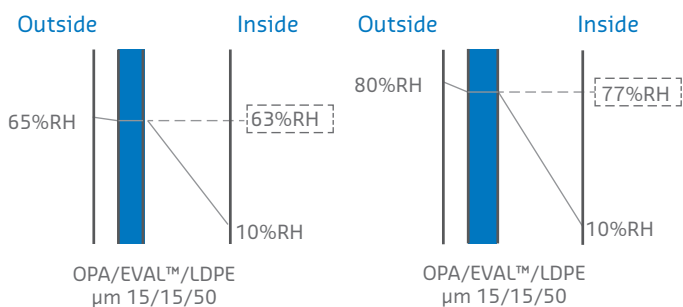 Outside
Inside
65%RH
63%RH
10%RH
OPA/EVAL™/LDPE
µm 15/15/50
Outside
Inside
80%RH
77%RH
10%RH
OPA/EVAL™/LDPE
µm 15/15/50